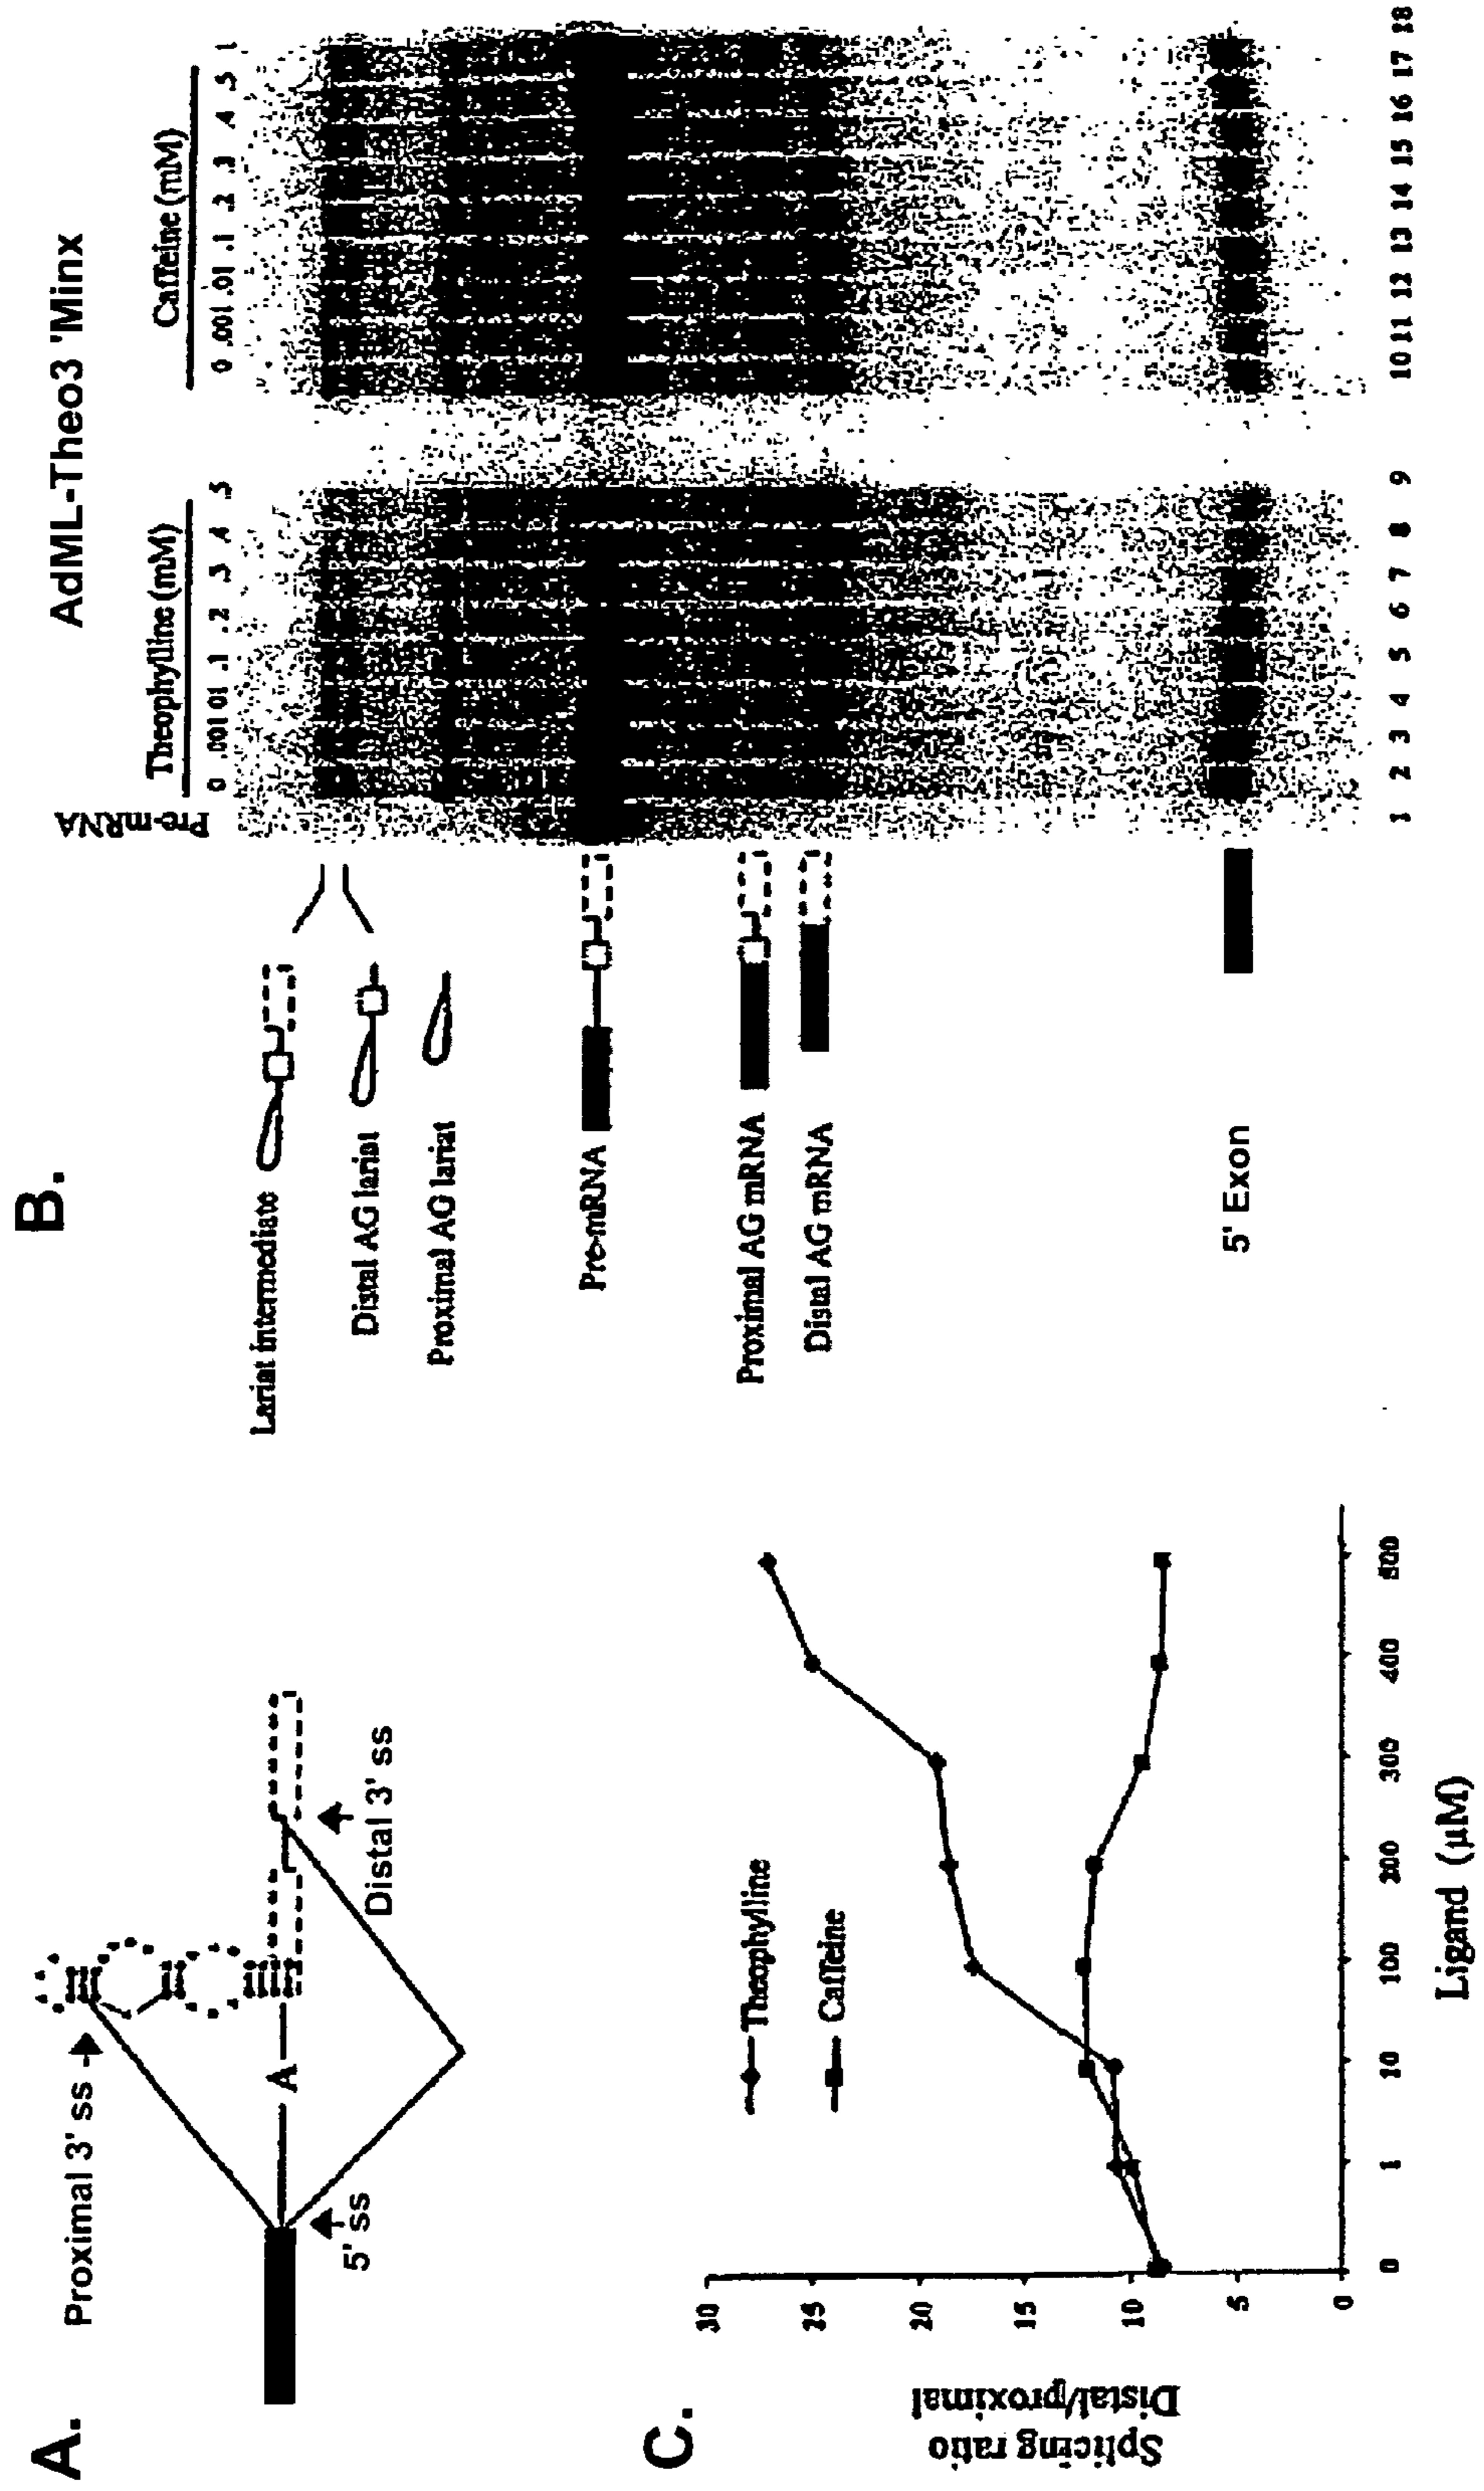 A.
Proximal 3' ss
A
5' ss
Distal 3' ss
B.
AdML-Theo3 'Minx
Pre-mRNA
Theophylline (mM)
0 .001 01 .1 .2 .3 .4 .5
Caffeine (mM)
0 .001 .01 .1 .2 .3 .4 .5 1
Lariat intermediate
Distal AG lariat
Proximal AG lariat
Pre-mRNA
Proximal AG mRNA
Distal AG mRNA
5' Exon
1 2 3 4 5 6 7 8 9
10 11 12 13 14 15 16 17 18
C.
Splicing ratio
Distal/proximal
30
25
20
15
10
5
0
Theophylline
Caffeine
0 1 10 100 200 300 400 500
Ligand (µM)